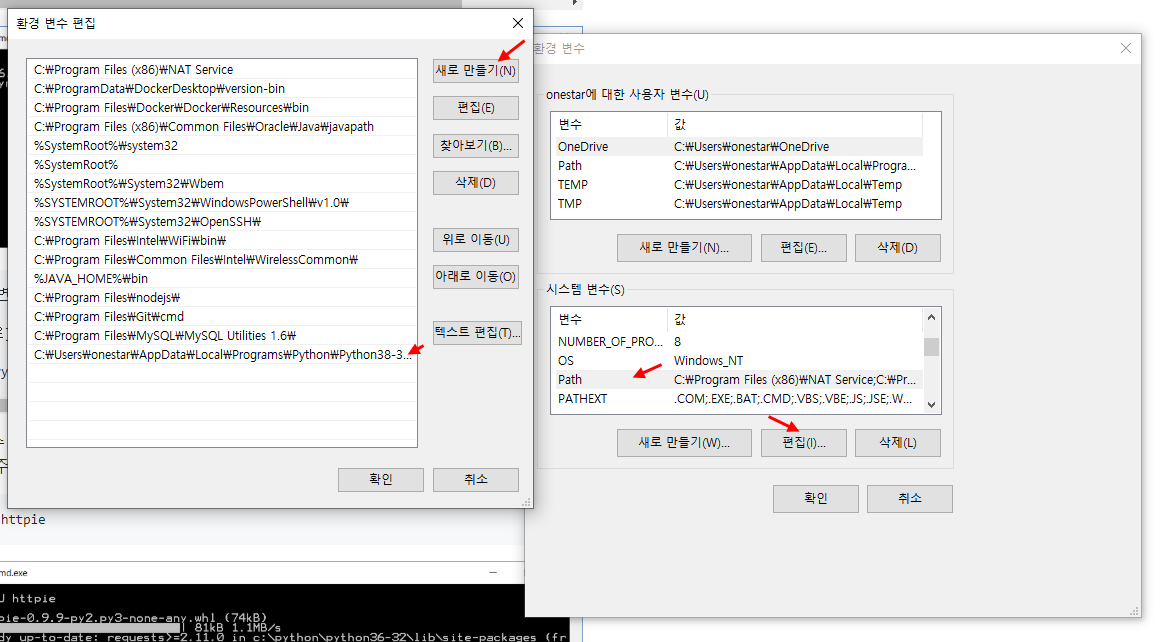 환경 변수 편집
C:₩Program Files (x86)₩NAT Service
C:₩ProgramData₩DockerDesktop₩version-bin
C:₩Program Files₩Docker₩Docker₩Resources₩bin
C:₩Program Files (x86)₩Common Files₩Oracle₩Java₩javapath
%SystemRoot%₩system32
%SystemRoot%
%SystemRoot%₩System32₩Wbem
%SYSTEMROOT%₩System32₩WindowsPowerShell₩v1.0₩
%SYSTEMROOT%₩System32₩OpenSSH₩
C:₩Program Files₩Intel₩WiFi₩bin₩
C:₩Program Files₩Common Files₩Intel₩WirelessCommon₩
%JAVA_HOME%₩bin
C:₩Program Files₩nodejs₩
C:₩Program Files₩Git₩cmd
C:₩Program Files₩MySQL₩MySQL Utilities 1.6₩
C:₩Users₩onestar₩AppData₩Local₩Programs₩Python₩Python38-3...
새로 만들기(N)
편집(E)
찾아보기(B)...
삭제(D)
위로 이동(U)
아래로 이동(O)
텍스트 편집(T)...
확인
취소
환경 변수
onestar에 대한 사용자 변수(U)
변수 값
OneDrive C:₩Users₩onestar₩OneDrive
Path C:₩Users₩onestar₩AppData₩Local₩Progra...
TEMP C:₩Users₩onestar₩AppData₩Local₩Temp
TMP C:₩Users₩onestar₩AppData₩Local₩Temp
새로 만들기(N)... 편집(E)... 삭제(D)
시스템 변수(S)
변수 값
NUMBER_OF_PRO... 8
OS Windows_NT
Path C:₩Program Files (x86)₩NAT Service;C:₩Pr...
PATHEXT .COM;.EXE;.BAT;.CMD;.VBS;.VBE;.JS;.JSE;.W...
새로 만들기(W)... 편집(I)... 삭제(L)
확인 취소
httpie
md.exe
J httpie
pie-0.9.9-py2.py3-none-any.whl (74kB)
| 81kB 1.1MB/s
dy up-to-date: requests>=2.11.0 in c:\python\python36-32\lib\site-packages (fr